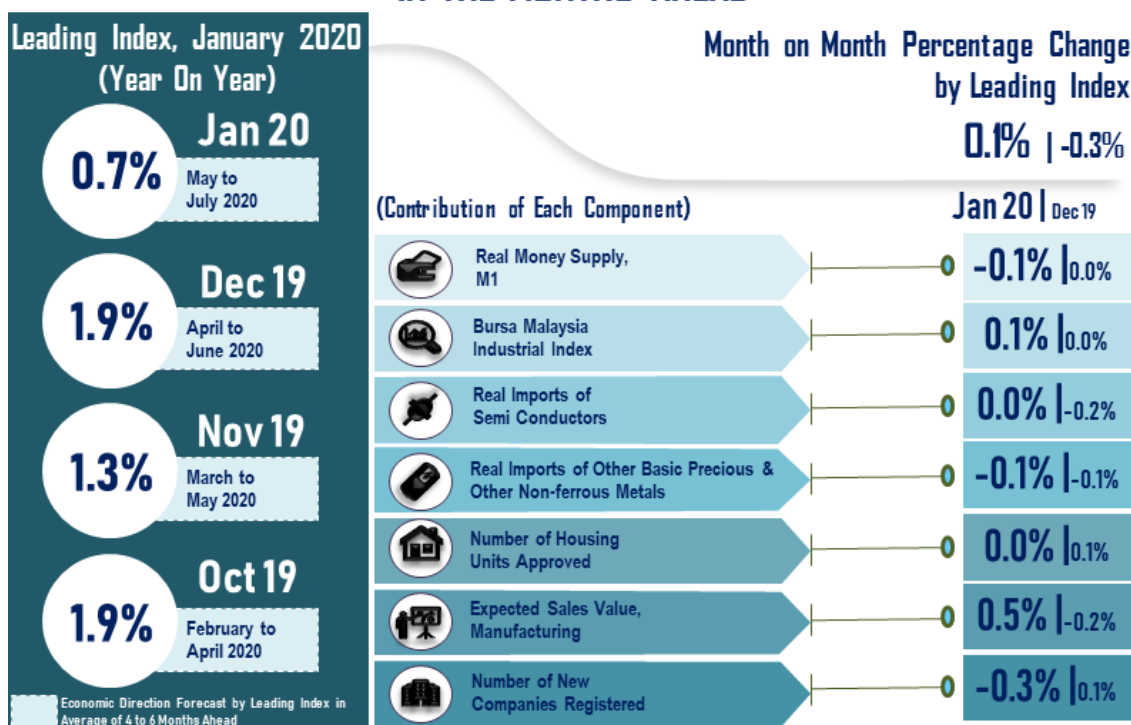 Leading Index, January 2020
(Year On Year)
0.7%
Jan 20
May to
July 2020
1.9%
Dec 19
April to
June 2020
1.3%
Nov 19
March to
May 2020
1.9%
Oct 19
February to
April 2020
Economic Direction Forecast by Leading Index in
Average of 4 to 6 Months Ahead
Month on Month Percentage Change
by Leading Index
0.1% | -0.3%
(Contribution of Each Component)
Jan 20 | Dec 19
Real Money Supply,
M1
-0.1% | 0.0%
Bursa Malaysia
Industrial Index
0.1% | 0.0%
Real Imports of
Semi Conductors
0.0% | -0.2%
Real Imports of Other Basic Precious &
Other Non-ferrous Metals
-0.1% | -0.1%
Number of Housing
Units Approved
0.0% | 0.1%
Expected Sales Value,
Manufacturing
0.5% | -0.2%
Number of New
Companies Registered
-0.3% | 0.1%